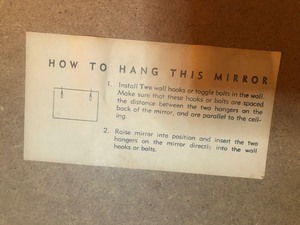 HOW TO HANG THIS MIRROR
1. Install Two wall hooks or toggle bolts in the wall.
Make sure that these hooks or bolts are spaced
the distance between the two hangers on the
back of the mirror, and are parallel to the ceil-
ing.
2. Raise mirror into position and insert the two
hangers on the mirror directly into the wall
hooks or bolts.